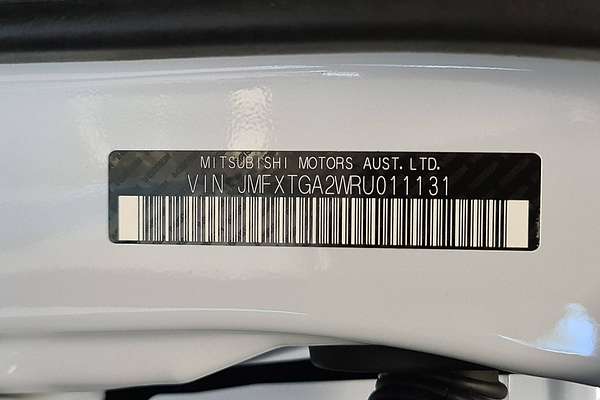 MITSUBISHI MOTORS AUST. LTD.
VIN JMFXTGA2WRU011131